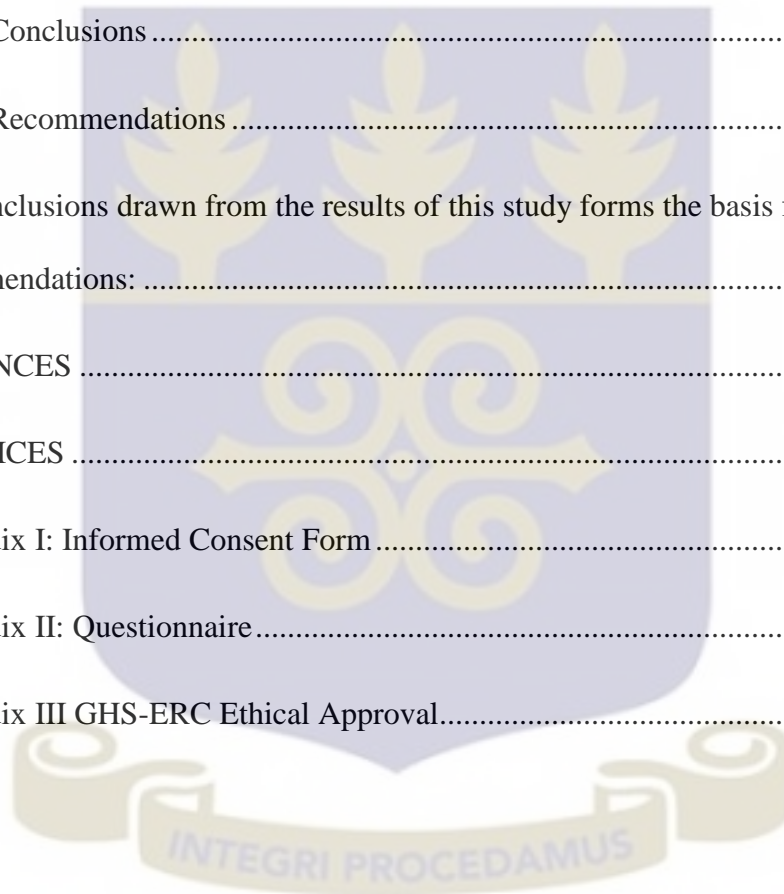 Conclusions ....................................................................................
Recommendations .........................................................................
nclusions drawn from the results of this study forms the basis
nendations: .....................................................................................
NCES ..............................................................................................
ICES ...............................................................................................
ix I: Informed Consent Form .......................................................
ix II: Questionnaire.........................................................................
ix III GHS-ERC Ethical Approval..............................................
INTEGRI PROCEDAMUS